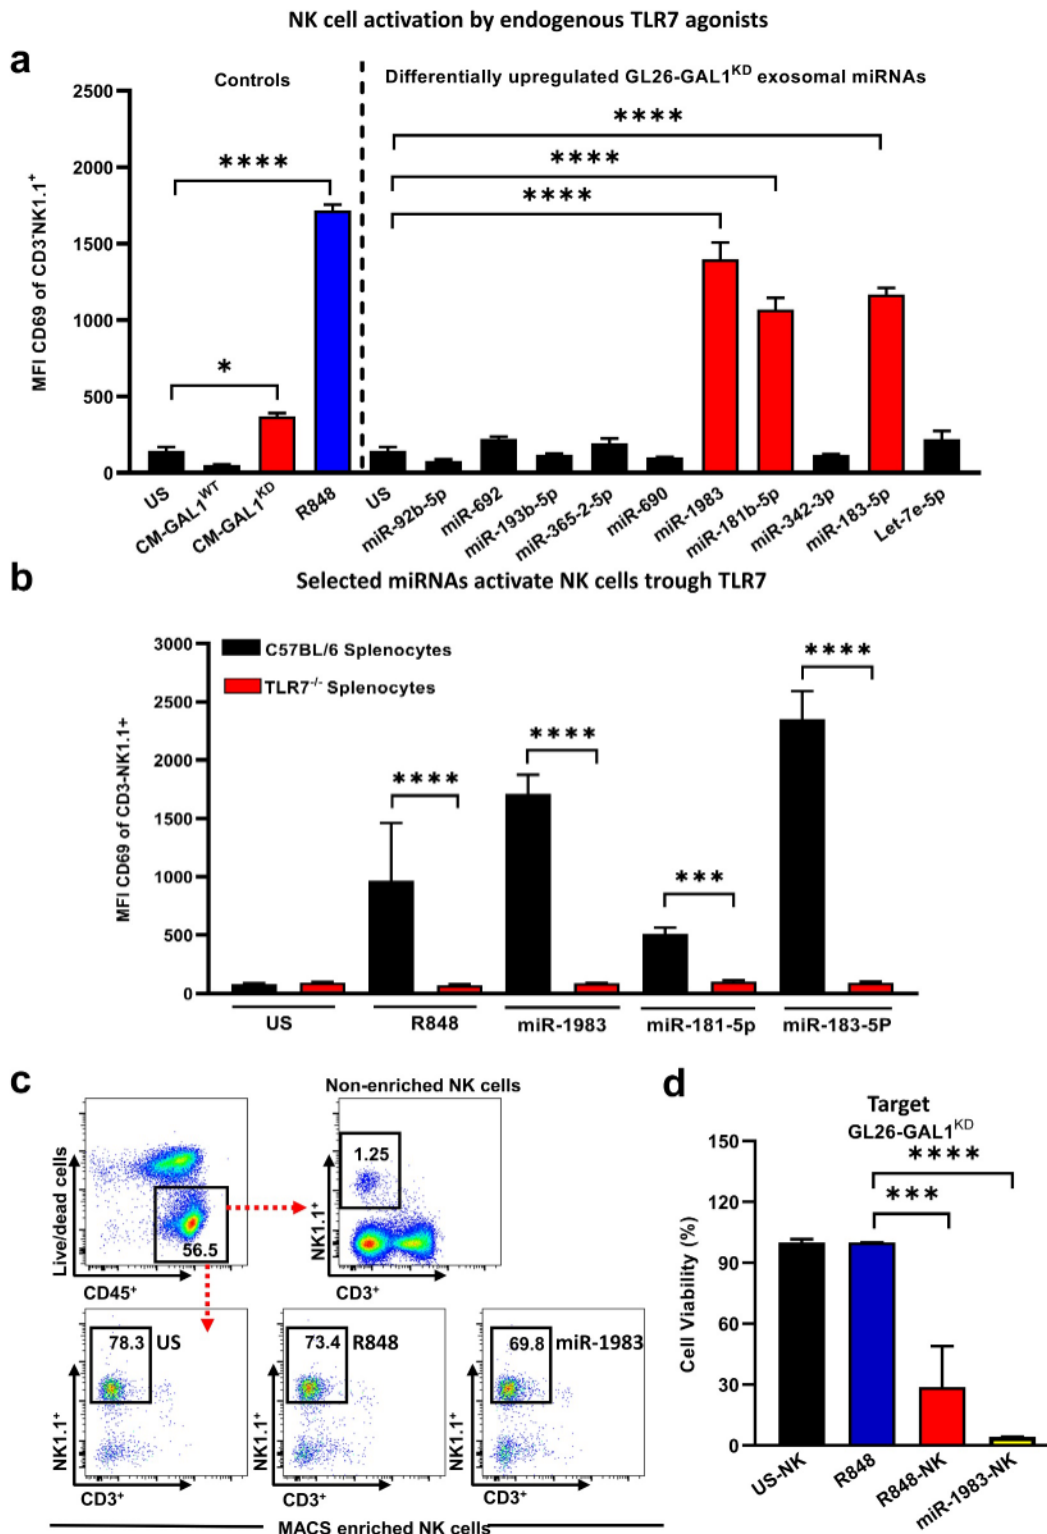 NK cell activation by endogenous TLR7 agonists
a
Controls
Differentially upregulated GL26-GAL1KD exosomal miRNAs
MFI CD69 of CD3-NK1.1+
2500
2000
1500
1000
500
0
****
*
****
****
****
US
CM-GAL1WT
CM-GAL1KD
R848
US
miR-92b-5p
miR-692
miR-193b-5p
miR-365-2-5p
miR-690
miR-1983
miR-181b-5p
miR-342-3p
miR-183-5p
Let-7e-5p
b
Selected miRNAs activate NK cells trough TLR7
MFI CD69 of CD3-NK1.1+
3000
2500
2000
1500
1000
500
0
C57BL/6 Splenocytes
TLR7-/- Splenocytes
****
****
***
****
US
R848
miR-1983
miR-181-5p
miR-183-5P
c
Non-enriched NK cells
Live/dead cells
56.5
CD45+
1.25
NK1.1+
CD3+
78.3 US
NK1.1+
CD3+
73.4 R848
NK1.1+
CD3+
69.8 miR-1983
NK1.1+
CD3+
MACS enriched NK cells
d
Target
GL26-GAL1KD
Cell Viability (%)
150
120
90
60
30
0
****
***
US-NK
R848
R848-NK
miR-1983-NK